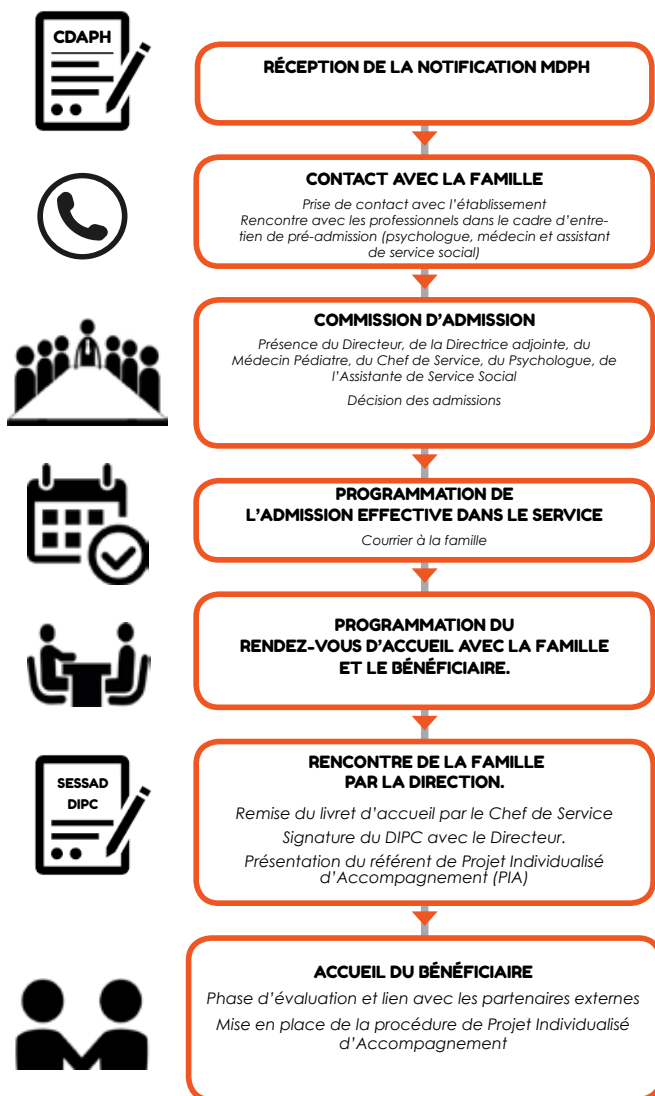 CDAPH
RÉCEPTION DE LA NOTIFICATION MDPH
CONTACT AVEC LA FAMILLE
Prise de contact avec l'établissement
Rencontre avec les professionnels dans le cadre d'entre-
tien de pré-admission (psychologue, médecin et assistant
de service social)
COMMISSION D'ADMISSION
Présence du Directeur, de la Directrice adjointe, du
Médecin Pédiatre, du Chef de Service, du Psychologue, de
l'Assistante de Service Social
Décision des admissions
PROGRAMMATION DE
L'ADMISSION EFFECTIVE DANS LE SERVICE
Courrier à la famille
PROGRAMMATION DU
RENDEZ-VOUS D'ACCUEIL AVEC LA FAMILLE
ET LE BÉNÉFICIAIRE.
SESSAD
DIPC
RENCONTRE DE LA FAMILLE
PAR LA DIRECTION.
Remise du livret d'accueil par le Chef de Service
Signature du DIPC avec le Directeur.
Présentation du référent de Projet Individualisé
d'Accompagnement (PIA)
ACCUEIL DU BÉNÉFICIAIRE
Phase d'évaluation et lien avec les partenaires externes
Mise en place de la procédure de Projet Individualisé
d'Accompagnement